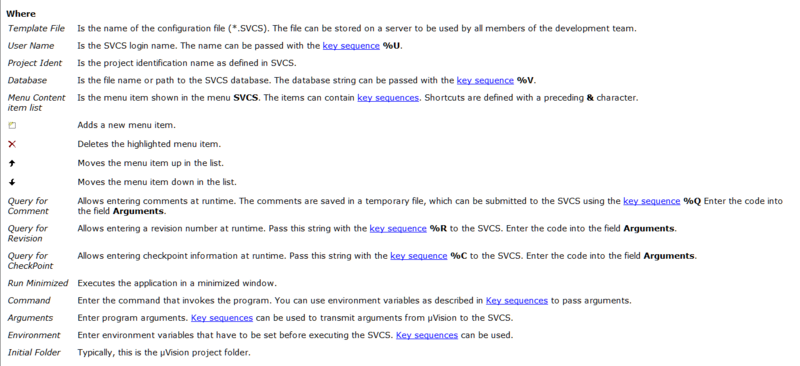 Where
Template File Is the name of the configuration file (*.SVCS). The file can be stored on a server to be used by all members of the development team.
User Name Is the SVCS login name. The name can be passed with the key sequence %U.
Project Ident Is the project identification name as defined in SVCS.
Database Is the file name or path to the SVCS database. The database string can be passed with the key sequence %V.
Menu Content Is the menu item shown in the menu SVCS. The items can contain key sequences. Shortcuts are defined with a preceding & character.
item list
Adds a new menu item.
Deletes the highlighted menu item.
Moves the menu item up in the list.
Moves the menu item down in the list.
Query for Allows entering comments at runtime. The comments are saved in a temporary file, which can be submitted to the SVCS using the key sequence %Q Enter the code into
Comment the field Arguments.
Query for Allows entering a revision number at runtime. Pass this string with the key sequence %R to the SVCS. Enter the code into the field Arguments.
Revision
Query for Allows entering checkpoint information at runtime. Pass this string with the key sequence %C to the SVCS. Enter the code into the field Arguments.
CheckPoint
Run Minimized Executes the application in a minimized window.
Command Enter the command that invokes the program. You can use environment variables as described in Key sequences to pass arguments.
Arguments Enter program arguments. Key sequences can be used to transmit arguments from µVision to the SVCS.
Environment Enter environment variables that have to be set before executing the SVCS. Key sequences can be used.
Initial Folder Typically, this is the µVision project folder.